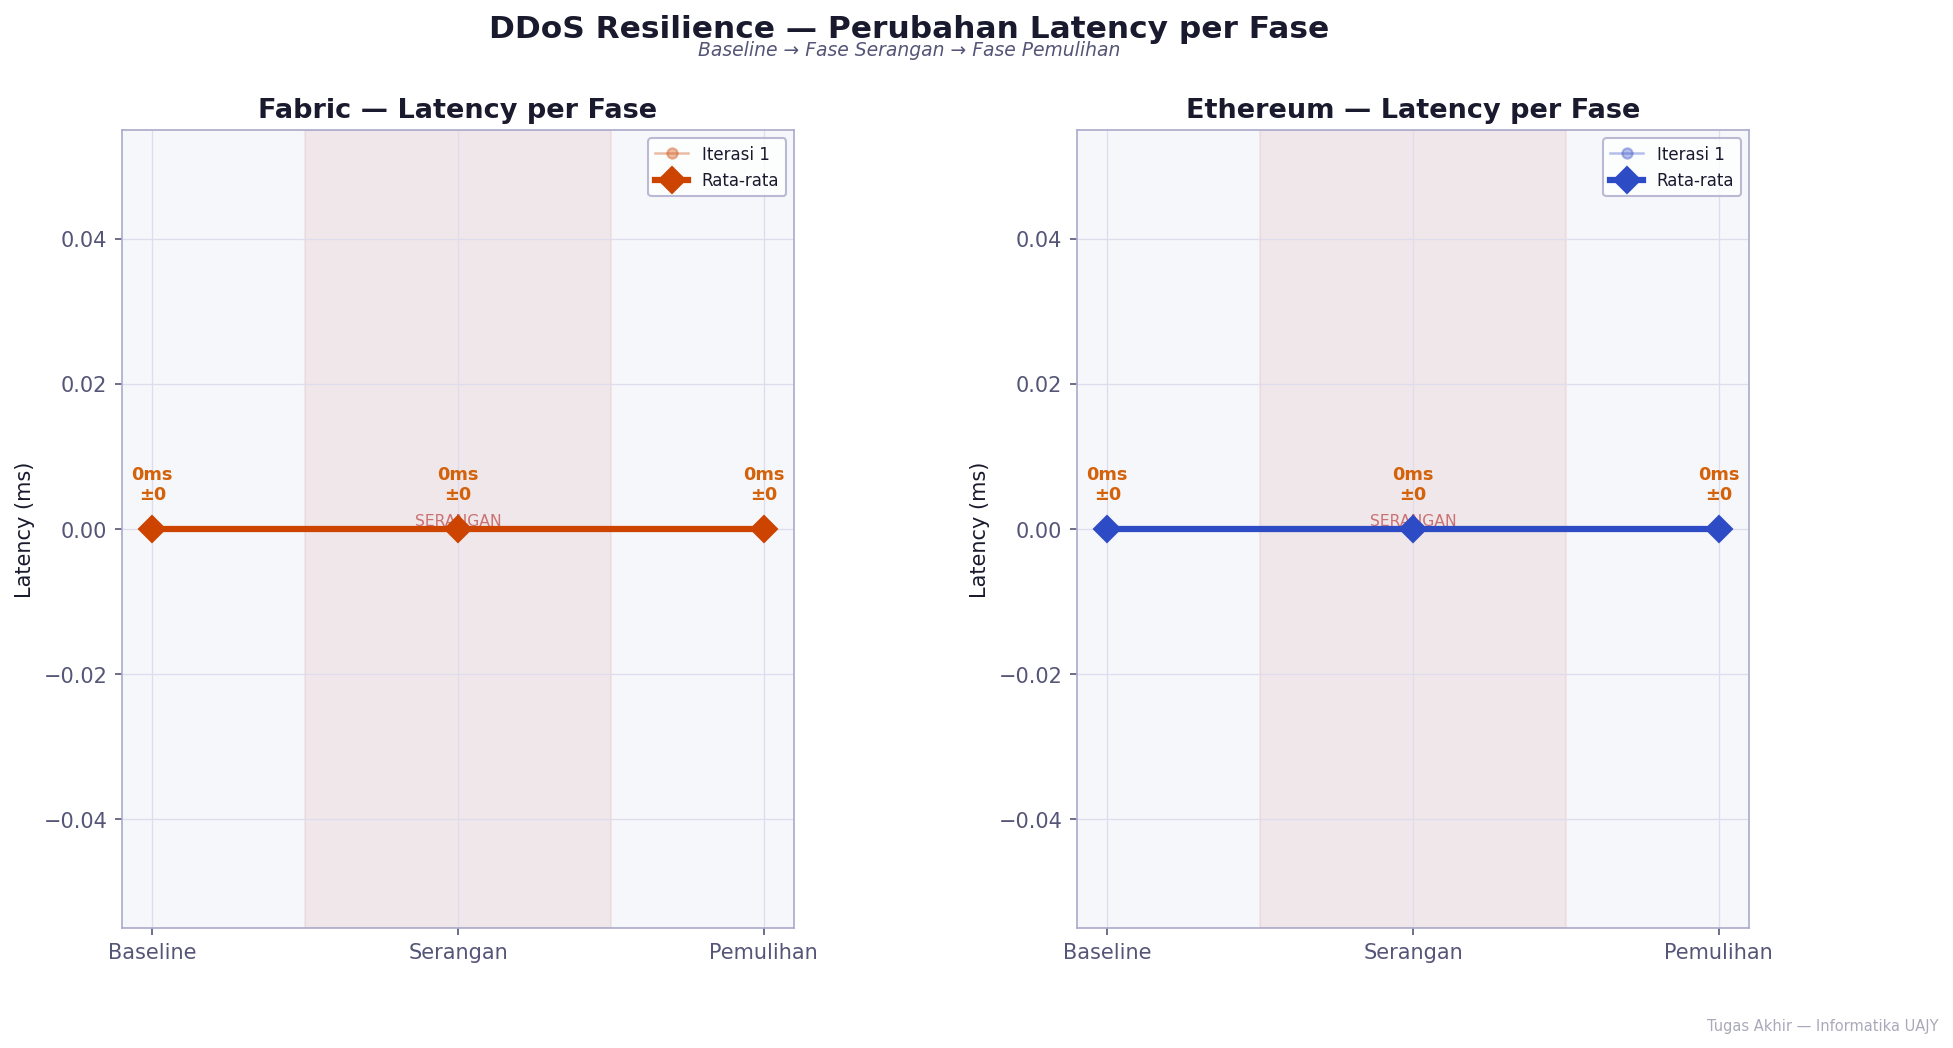 DDoS Resilience — Perubahan Latency per Fase
Baseline → Fase Serangan → Fase Pemulihan
Fabric — Latency per Fase
Iterasi 1
Rata-rata
Latency (ms)
0.04
0.02
0.00
−0.02
−0.04
0ms
±0
0ms
±0
0ms
±0
SERANGAN
Baseline
Serangan
Pemulihan
Ethereum — Latency per Fase
Iterasi 1
Rata-rata
Latency (ms)
0.04
0.02
0.00
−0.02
−0.04
0ms
±0
0ms
±0
0ms
±0
SERANGAN
Baseline
Serangan
Pemulihan
Tugas Akhir — Informatika UAJY